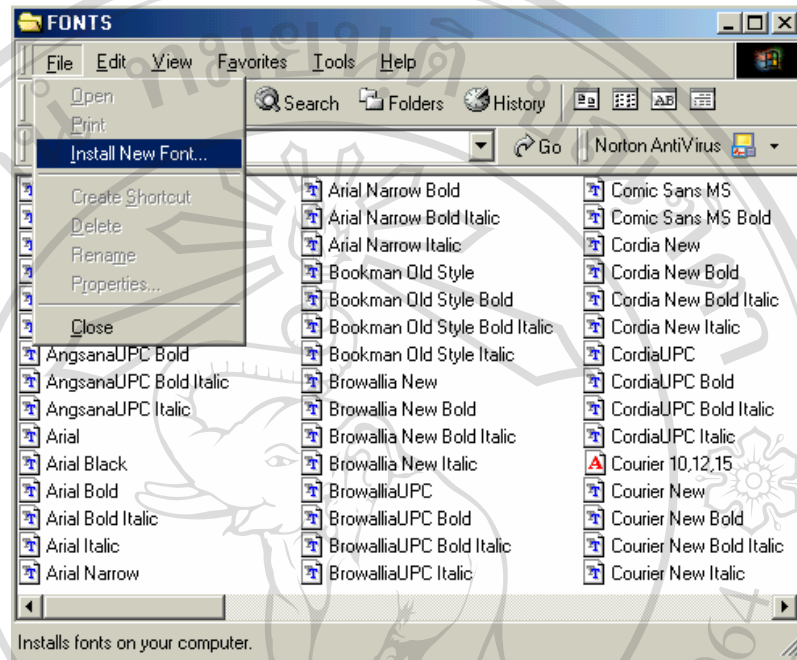 FONTS
File Edit View Favorites Tools Help
Search Folders History
Go Norton AntiVirus
Open
Print
Install New Font...
Create Shortcut
Delete
Rename
Properties...
Close
AngsanaUPC Bold
AngsanaUPC Bold Italic
AngsanaUPC Italic
Arial
Arial Black
Arial Bold
Arial Bold Italic
Arial Italic
Arial Narrow
Arial Narrow Bold
Arial Narrow Bold Italic
Arial Narrow Italic
Bookman Old Style
Bookman Old Style Bold
Bookman Old Style Bold Italic
Bookman Old Style Italic
Browallia New
Browallia New Bold
Browallia New Bold Italic
Browallia New Italic
BrowalliaUPC
BrowalliaUPC Bold
BrowalliaUPC Bold Italic
BrowalliaUPC Italic
Comic Sans MS
Comic Sans MS Bold
Cordia New
Cordia New Bold
Cordia New Bold Italic
Cordia New Italic
CordiaUPC
CordiaUPC Bold
CordiaUPC Bold Italic
CordiaUPC Italic
Courier 10,12,15
Courier New
Courier New Bold
Courier New Bold Italic
Courier New Italic
Installs fonts on your computer.